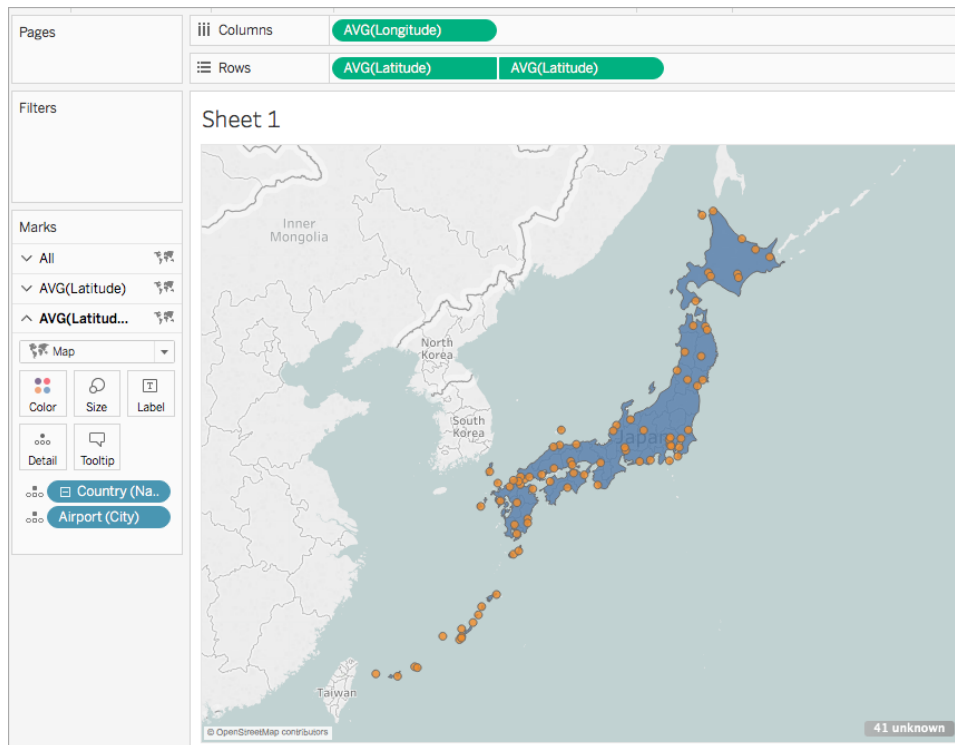 Pages
Columns
AVG(Longitude)
Rows
AVG(Latitude) AVG(Latitude)
Filters
Sheet 1
Marks
All
AVG(Latitude)
AVG(Latitud...
Map
Color Size Label
Detail Tooltip
Country (Na..
Airport (City)
Inner
Mongolia
North
Korea
South
Korea
Japan
Taiwan
© OpenStreetMap contributors
41 unknown